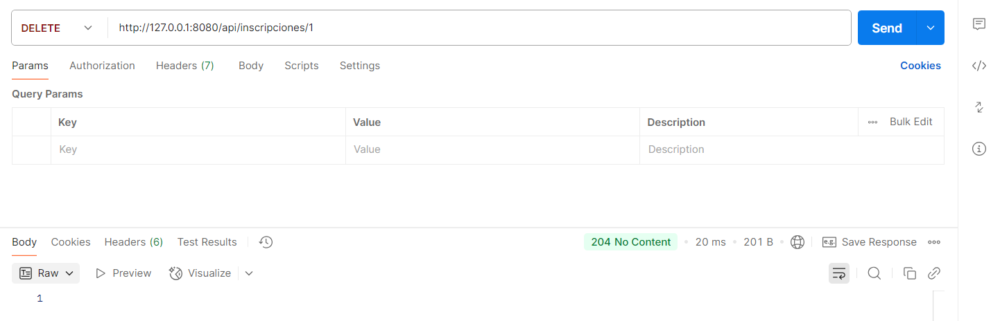 DELETE http://127.0.0.1:8080/api/inscripciones/1 Send
Params Authorization Headers (7) Body Scripts Settings Cookies
Query Params
Key Value Description Bulk Edit
Key Value Description
Body Cookies Headers (6) Test Results 204 No Content 20 ms 201 B e.g. Save Response
Raw Preview Visualize
1